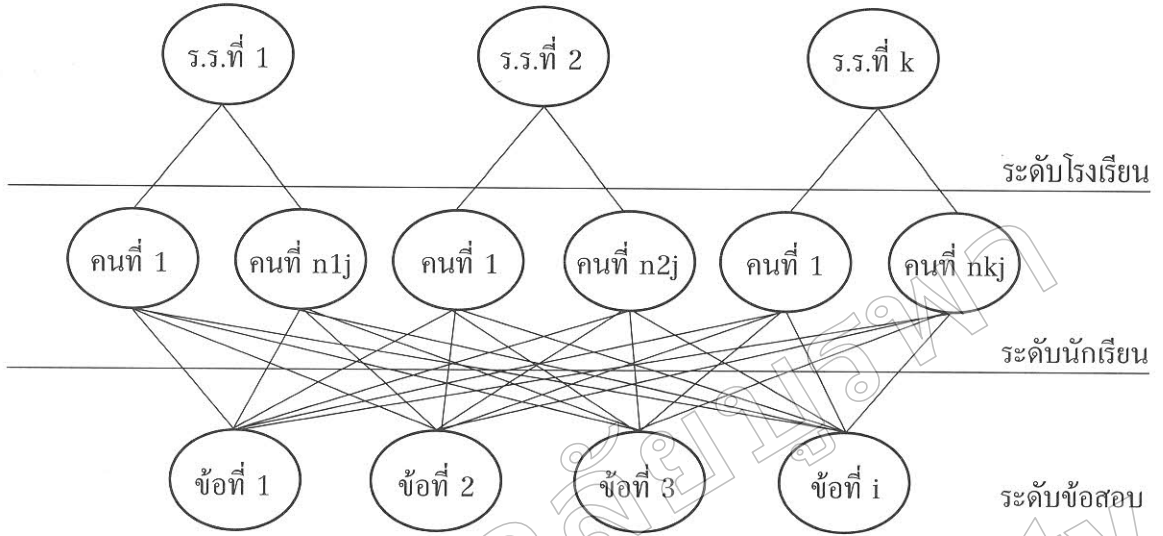 ร.ร.ที่ 1 ร.ร.ที่ 2 ร.ร.ที่ k
ระดับโรงเรียน
คนที่ 1 คนที่ n1j คนที่ 1 คนที่ n2j คนที่ 1 คนที่ nkj
ระดับนักเรียน
ข้อที่ 1 ข้อที่ 2 ข้อที่ 3 ข้อที่ i
ระดับข้อสอบ